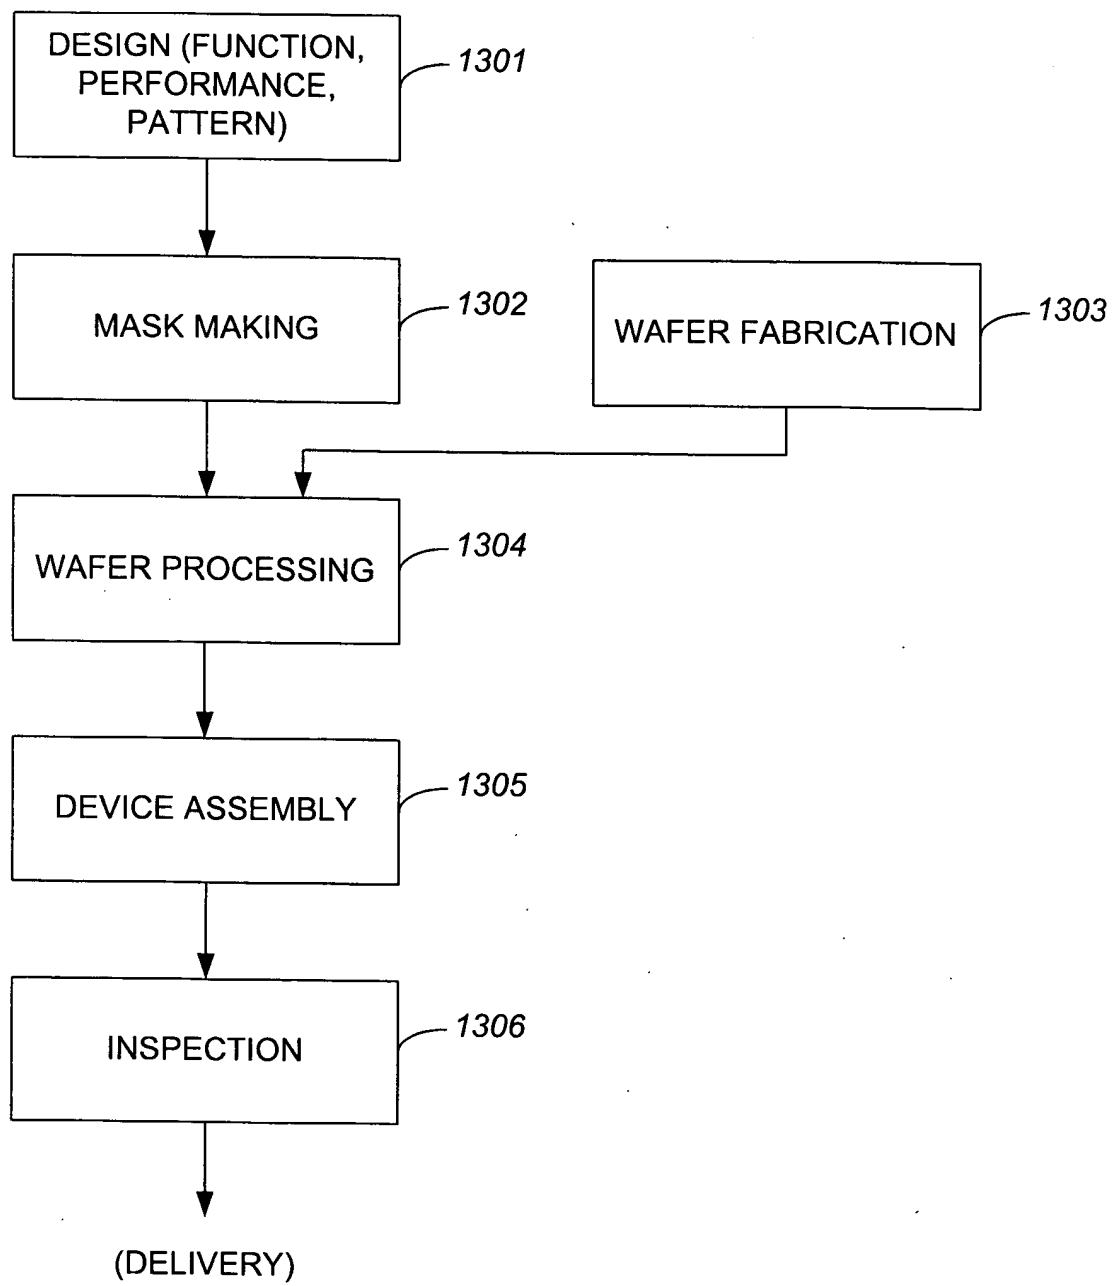 DESIGN (FUNCTION,
PERFORMANCE,
PATTERN)
1301
MASK MAKING
1302
WAFER FABRICATION
1303
WAFER PROCESSING
1304
DEVICE ASSEMBLY
1305
INSPECTION
1306
(DELIVERY)